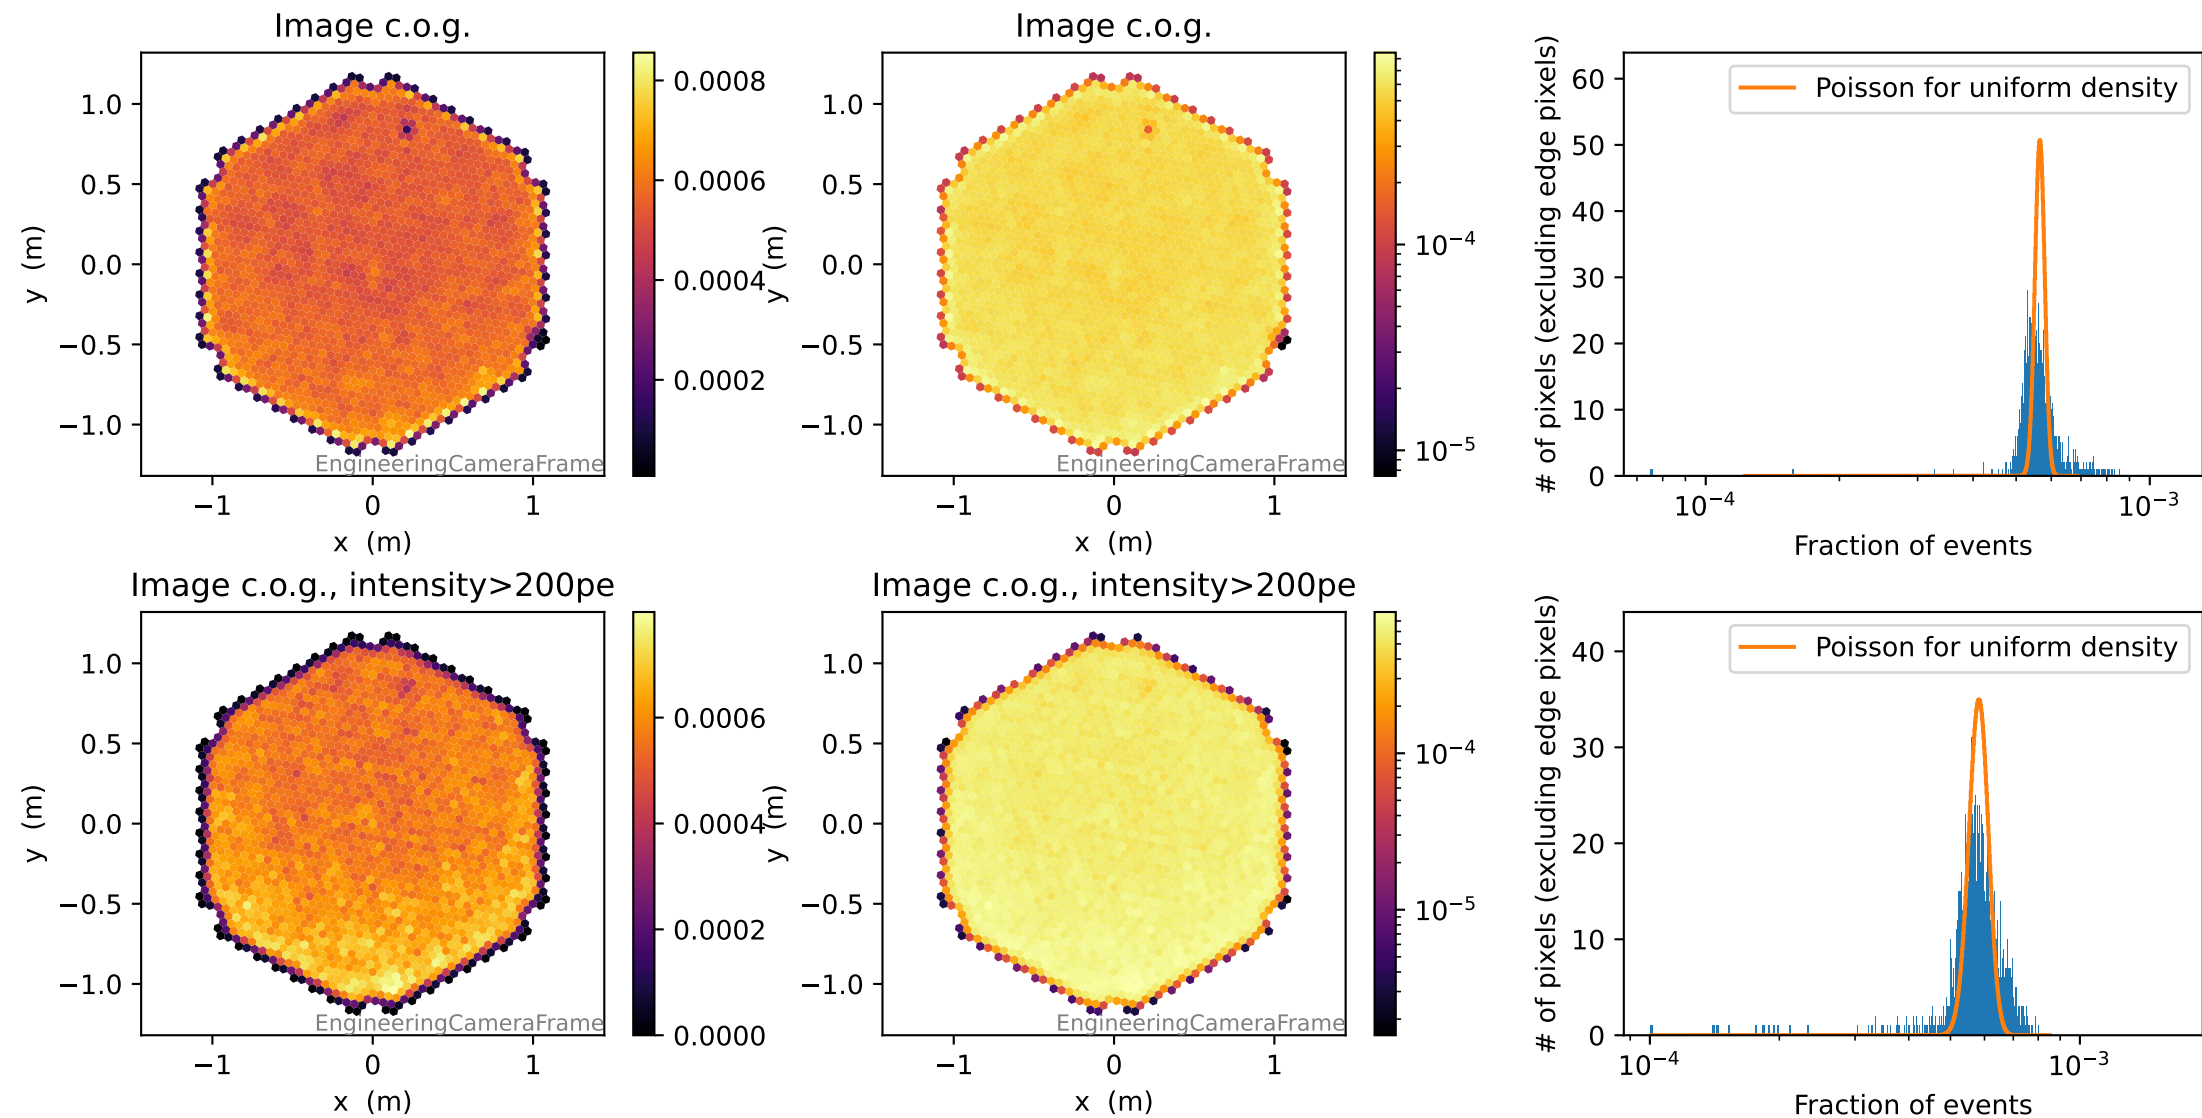 Image c.o.g.
1.0
0.5
0.0
−0.5
−1.0
y (m)
−1
0
1
x (m)
EngineeringCameraFrame
0.0008
0.0006
0.0004
0.0002
Image c.o.g.
1.0
0.5
0.0
−0.5
−1.0
y (m)
−1
0
1
x (m)
EngineeringCameraFrame
10⁻⁴
10⁻⁵
# of pixels (excluding edge pixels)
60
50
40
30
20
10
0
Poisson for uniform density
10⁻⁴
10⁻³
Fraction of events
Image c.o.g., intensity>200pe
1.0
0.5
0.0
−0.5
−1.0
y (m)
−1
0
1
x (m)
EngineeringCameraFrame
0.0006
0.0004
0.0002
0.0000
Image c.o.g., intensity>200pe
1.0
0.5
0.0
−0.5
−1.0
y (m)
−1
0
1
x (m)
EngineeringCameraFrame
10⁻⁴
10⁻⁵
# of pixels (excluding edge pixels)
40
30
20
10
0
Poisson for uniform density
10⁻⁴
10⁻³
Fraction of events